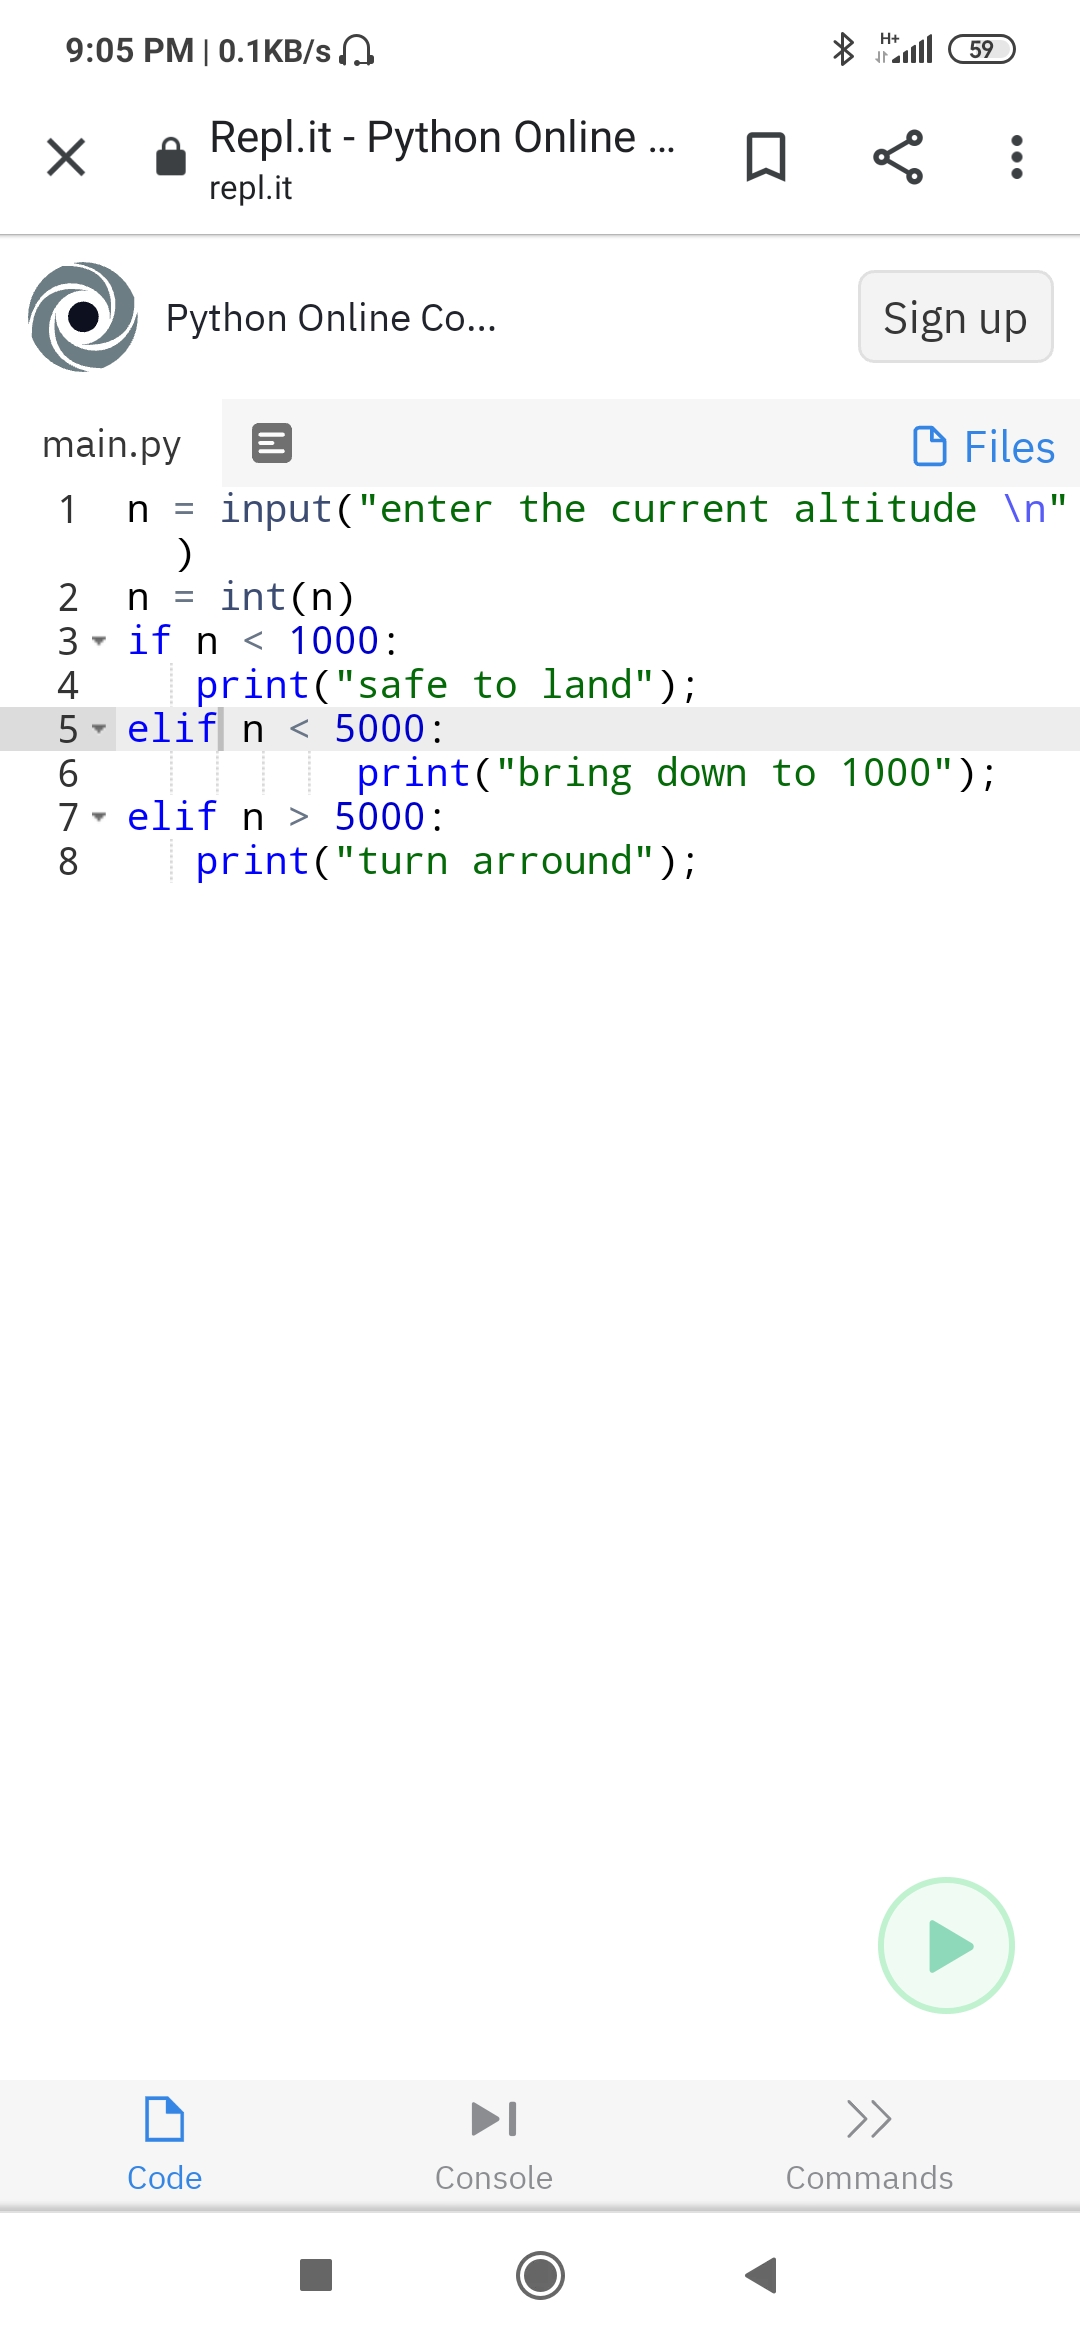 9:05 PM | 0.1KB/s H+ 59
Repl.it - Python Online ...
repl.it
Python Online Co... Sign up
main.py Files
1 n = input("enter the current altitude \n"
)
2 n = int(n)
3 if n < 1000:
4    print("safe to land");
5 elif n < 5000:
6           print("bring down to 1000");
7 elif n > 5000:
8    print("turn arround");
Code Console Commands